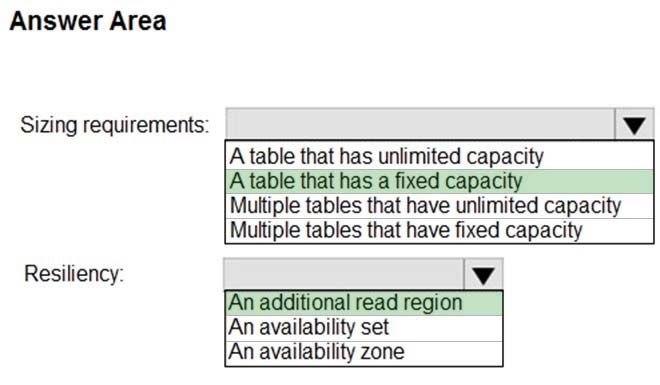 Answer Area
Sizing requirements:
A table that has unlimited capacity
A table that has a fixed capacity
Multiple tables that have unlimited capacity
Multiple tables that have fixed capacity
Resiliency:
An additional read region
An availability set
An availability zone